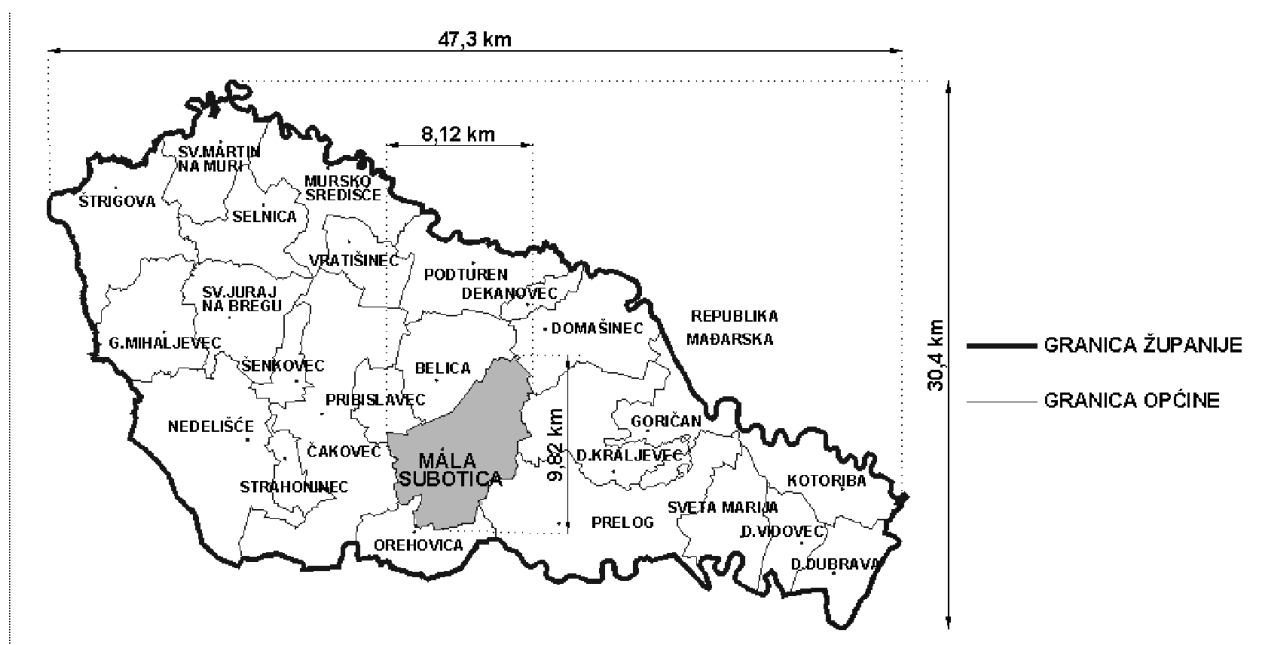 47,3 km
8,12 km
SV.MARTIN
NA MURI
MURSKO
SREDIŠĆE
ŠTRIGOVA
SELNICA
VRATIŠINEC
PODTUREN
DEKANOVEC
SV.JURAJ
NA BREGU
DOMAŠINEC
REPUBLIKA
MAĐARSKA
G.MIHALJEVEC
ŠENKOVEC
BELICA
30,4 km
GRANICA ŽUPANIJE
PRIBISLAVEC
GRANICA OPĆINE
NEDELIŠĆE
GORIČAN
9,82 km
ČAKOVEC
MALA
SUBOTICA
D.KRALJEVEC
STRAHONINEC
KOTORIBA
SVETA MARIJA
PRELOG
D.VIDOVEC
OREHOVICA
D.DUBRAVA